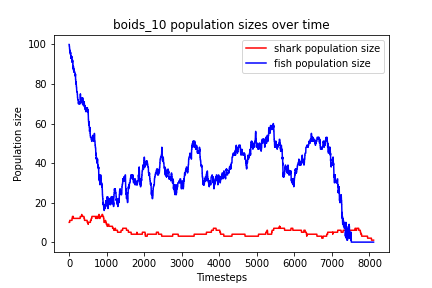 boids_10 population sizes over time
shark population size
fish population size
Population size
100
80
60
40
20
0
0 1000 2000 3000 4000 5000 6000 7000 8000
Timesteps